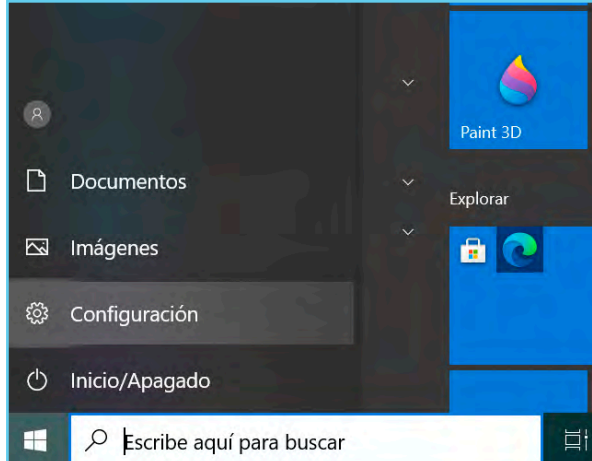 Paint 3D
Documentos
Explorar
Imágenes
Configuración
Inicio/Apagado
Escribe aquí para buscar